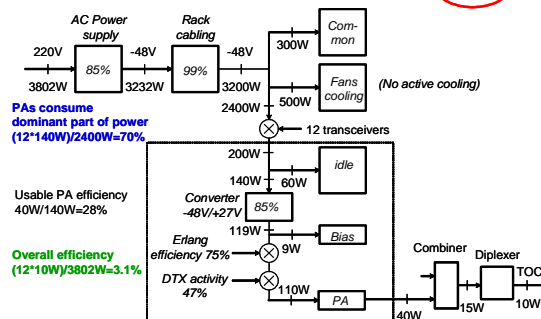 AC Power
supply
Rack
cabling
Com-
mon
300W
220V
-48V
-48V
85%
99%
3802W
3232W
3200W
Fans
cooling
(No active cooling)
500W
2400W
PAs consume
dominant part of power
(12*140W)/2400W=70%
12 transceivers
200W
idle
60W
140W
Usable PA efficiency
40W/140W=28%
Converter
-48V/+27V
85%
119W
Bias
9W
Erlang
efficiency 75%
Overall efficiency
(12*10W)/3802W=3.1%
DTX activity
47%
110W
PA
40W
Combiner
Diplexer
TOC
15W
10W